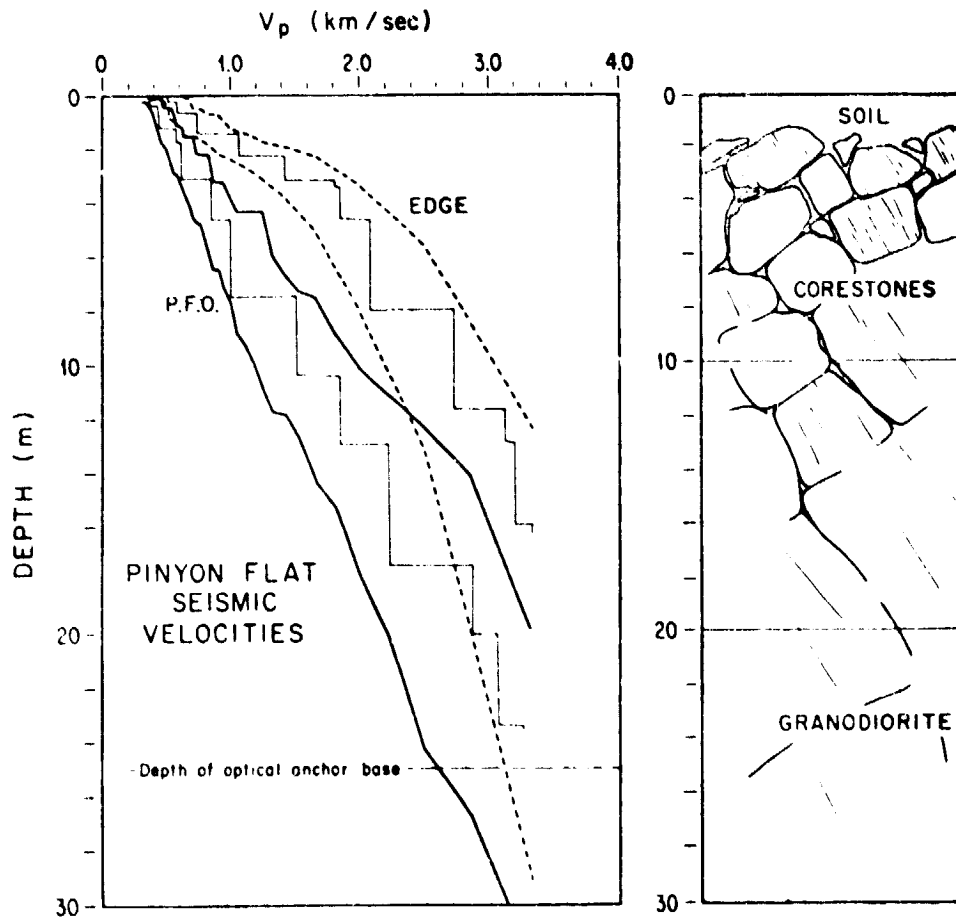 Vp (km/sec)
0 1.0 2.0 3.0 4.0
0
10
20
30
DEPTH (m)
EDGE
P.F.O.
PINYON FLAT
SEISMIC
VELOCITIES
Depth of optical anchor base
0
10
20
30
SOIL
CORESTONES
GRANODIORITE